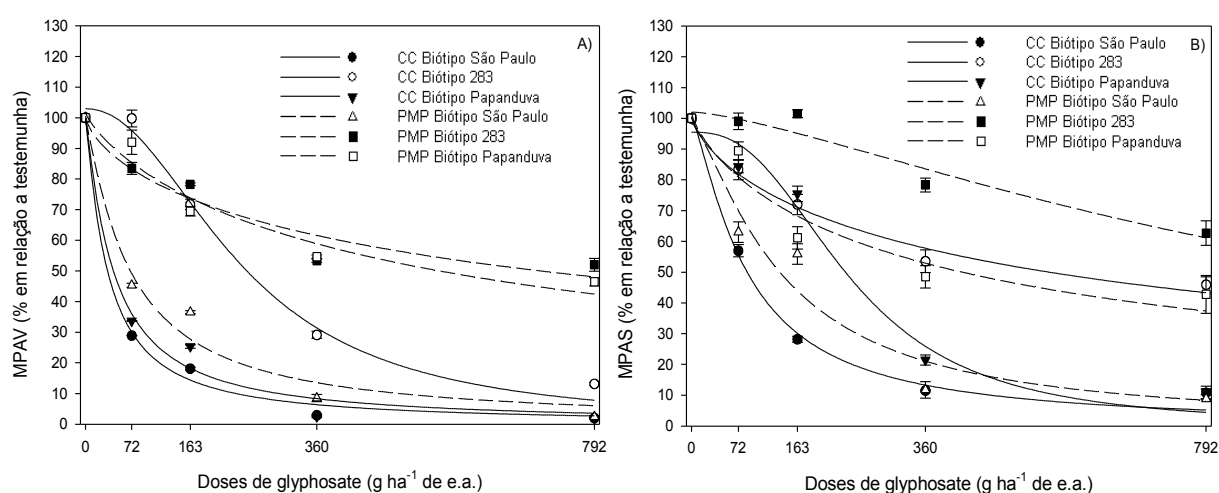 A)
CC Biótipo São Paulo
CC Biótipo 283
CC Biótipo Papanduva
PMP Biótipo São Paulo
PMP Biótipo 283
PMP Biótipo Papanduva
MPAV (% em relação a testemunha)
130
120
110
100
90
80
70
60
50
40
30
20
10
0
0 72 163 360 792
Doses de glyphosate (g ha⁻¹ de e.a.)
B)
CC Biótipo São Paulo
CC Biótipo 283
CC Biótipo Papanduva
PMP Biótipo São Paulo
PMP Biótipo 283
PMP Biótipo Papanduva
MPAS (% em relação a testemunha)
130
120
110
100
90
80
70
60
50
40
30
20
10
0
0 72 163 360 792
Doses de glyphosate (g ha⁻¹ de e.a.)